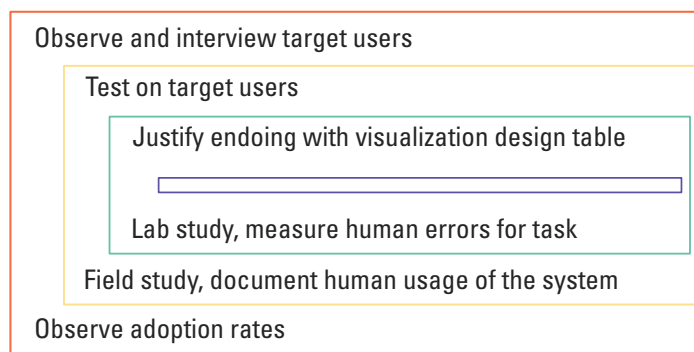 Observe and interview target users
Test on target users
Justify endoing with visualization design table
Lab study, measure human errors for task
Field study, document human usage of the system
Observe adoption rates